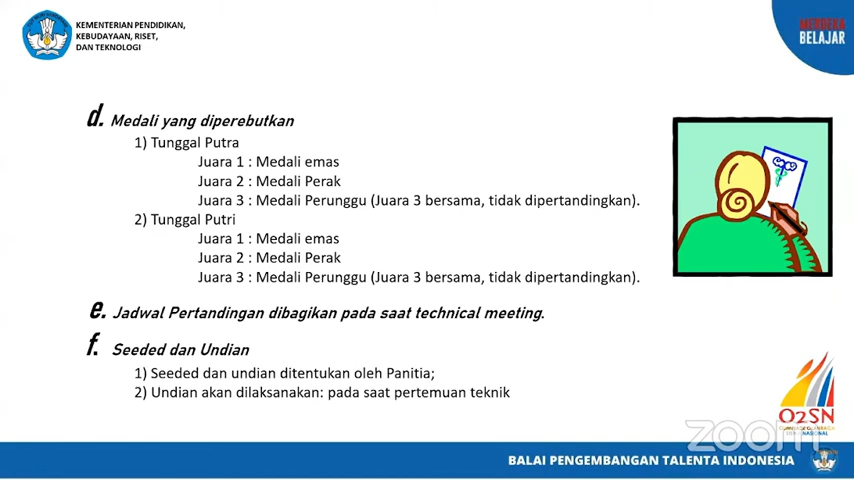 KEMENTERIAN PENDIDIKAN,
KEBUDAYAAN, RISET,
DAN TEKNOLOGI
MERDEKA
BELAJAR
d. Medali yang diperebutkan
1) Tunggal Putra
Juara 1 : Medali emas
Juara 2 : Medali Perak
Juara 3 : Medali Perunggu (Juara 3 bersama, tidak dipertandingkan).
2) Tunggal Putri
Juara 1 : Medali emas
Juara 2 : Medali Perak
Juara 3 : Medali Perunggu (Juara 3 bersama, tidak dipertandingkan).
e. Jadwal Pertandingan dibagikan pada saat technical meeting.
f. Seeded dan Undian
1) Seeded dan undian ditentukan oleh Panitia;
2) Undian akan dilaksanakan: pada saat pertemuan teknik
O2SN
zoom
BALAI PENGEMBANGAN TALENTA INDONESIA